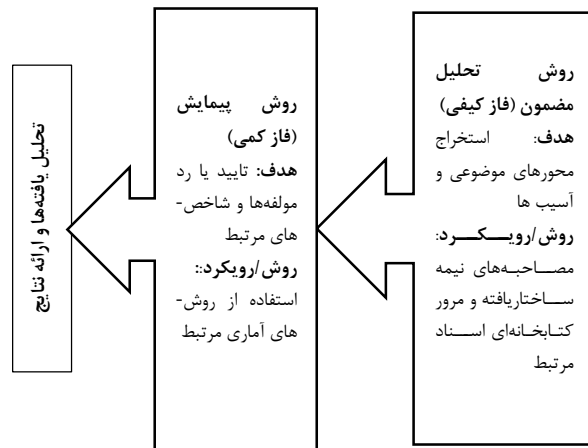 روش تحلیل
مضمون (فاز کیفی)
هدف: استخراج
محورهای موضوعی و
آسیب ها
روش/رویکرد:
مصاحبه‌های نیمه
ساختاریافته و مرور
کتابخانه‌ای اسناد
مرتبط
روش پیمایش
(فاز کمی)
هدف: تایید یا رد
مولفه‌ها و شاخص-
های مرتبط
روش/رویکرد::
استفاده از روش-
های آماری مرتبط
تحلیل یافته‌ها و ارائه نتایج